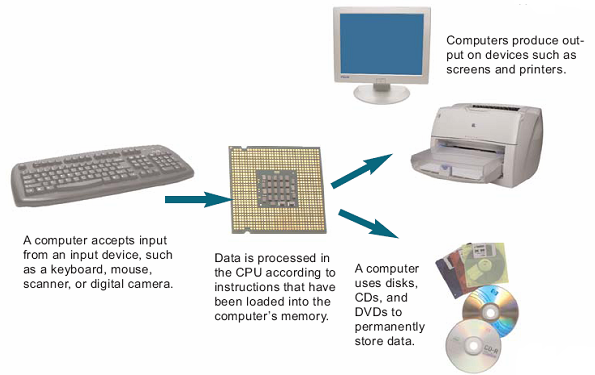 Computers produce out-
put on devices such as
screens and printers.
A computer accepts input
from an input device, such
as a keyboard, mouse,
scanner, or digital camera.
Data is processed in
the CPU according to
instructions that have
been loaded into the
computer's memory.
A computer
uses disks,
CDs, and
DVDs to
permanently
store data.
CD-R